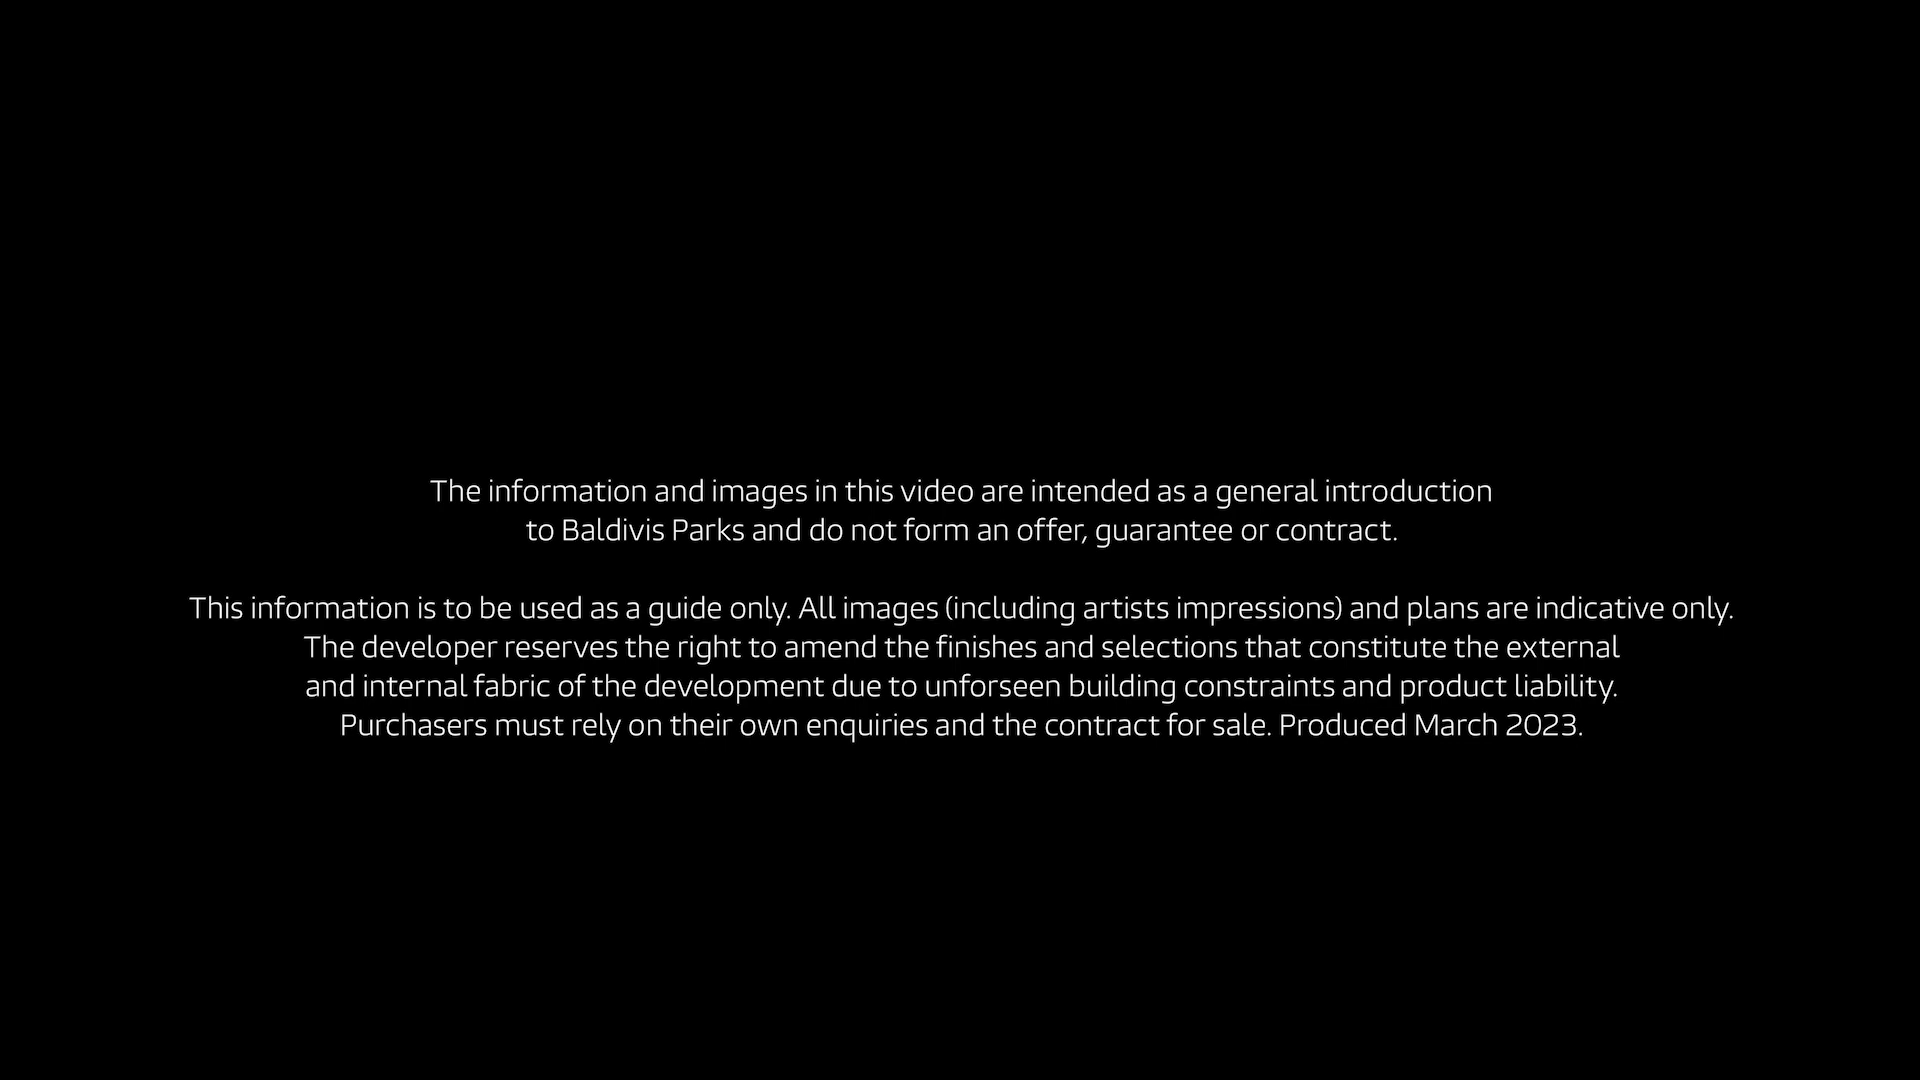 The information and images in this video are intended as a general introduction
to Baldivis Parks and do not form an offer, guarantee or contract.
This information is to be used as a guide only. All images (including artists impressions) and plans are indicative only.
The developer reserves the right to amend the finishes and selections that constitute the external
and internal fabric of the development due to unforseen building constraints and product liability.
Purchasers must rely on their own enquiries and the contract for sale. Produced March 2023.